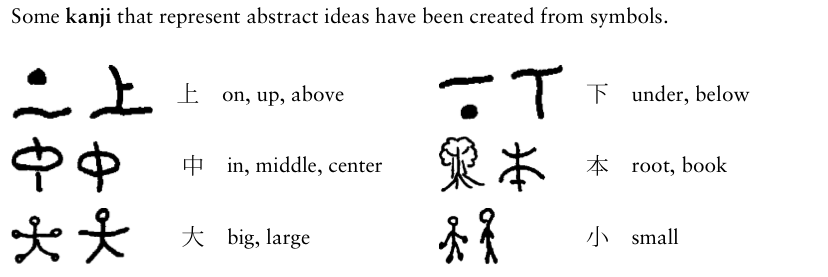 Some kanji that represent abstract ideas have been created from symbols.
上 on, up, above 下 under, below
中 in, middle, center 本 root, book
大 big, large 小 small